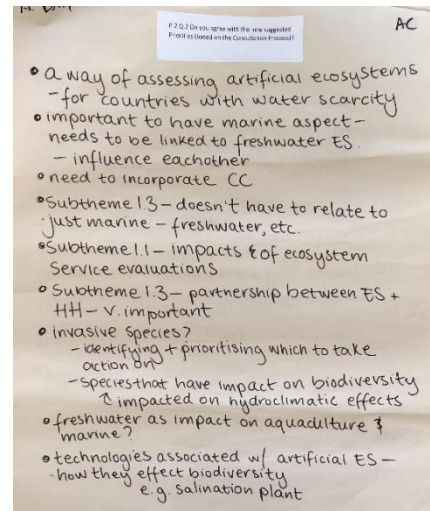 AC
P.2 Q.2 Do you agree with the new suggested
Priorities (based on the Consultation Process)?
• a way of assessing artificial ecosystems
- for countries with water scarcity
• important to have marine aspect -
needs to be linked to freshwater ES.
- influence eachother
• need to incorporate CC
• Subtheme 1.3 - doesn't have to relate to
just marine - freshwater, etc.
• Subtheme 1.1 - impacts & of ecosystem
Service evaluations
• Subtheme 1.3 - partnership between ES +
HH - v. important
• invasive species?
- identifying + prioritising which to take
action on
- Species that have impact on biodiversity
↑ impacted on hydroclimatic effects
• freshwater as impact on aquaculture &
marine?
• technologies associated w/ artificial ES -
how they effect biodiversity
e.g. salination plant